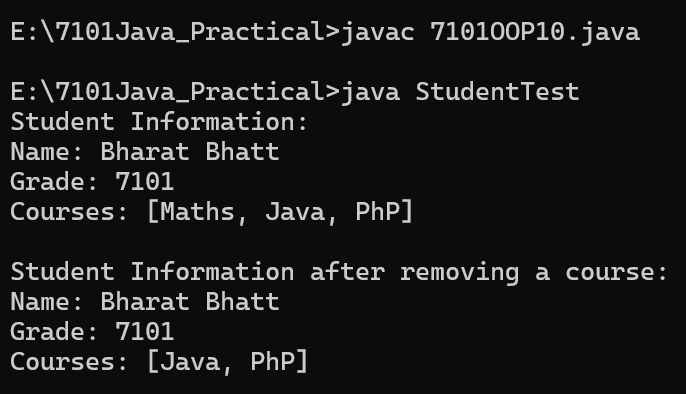 E:\7101Java_Practical>javac 7101OOP10.java
E:\7101Java_Practical>java StudentTest
Student Information:
Name: Bharat Bhatt
Grade: 7101
Courses: [Maths, Java, PhP]
Student Information after removing a course:
Name: Bharat Bhatt
Grade: 7101
Courses: [Java, PhP]